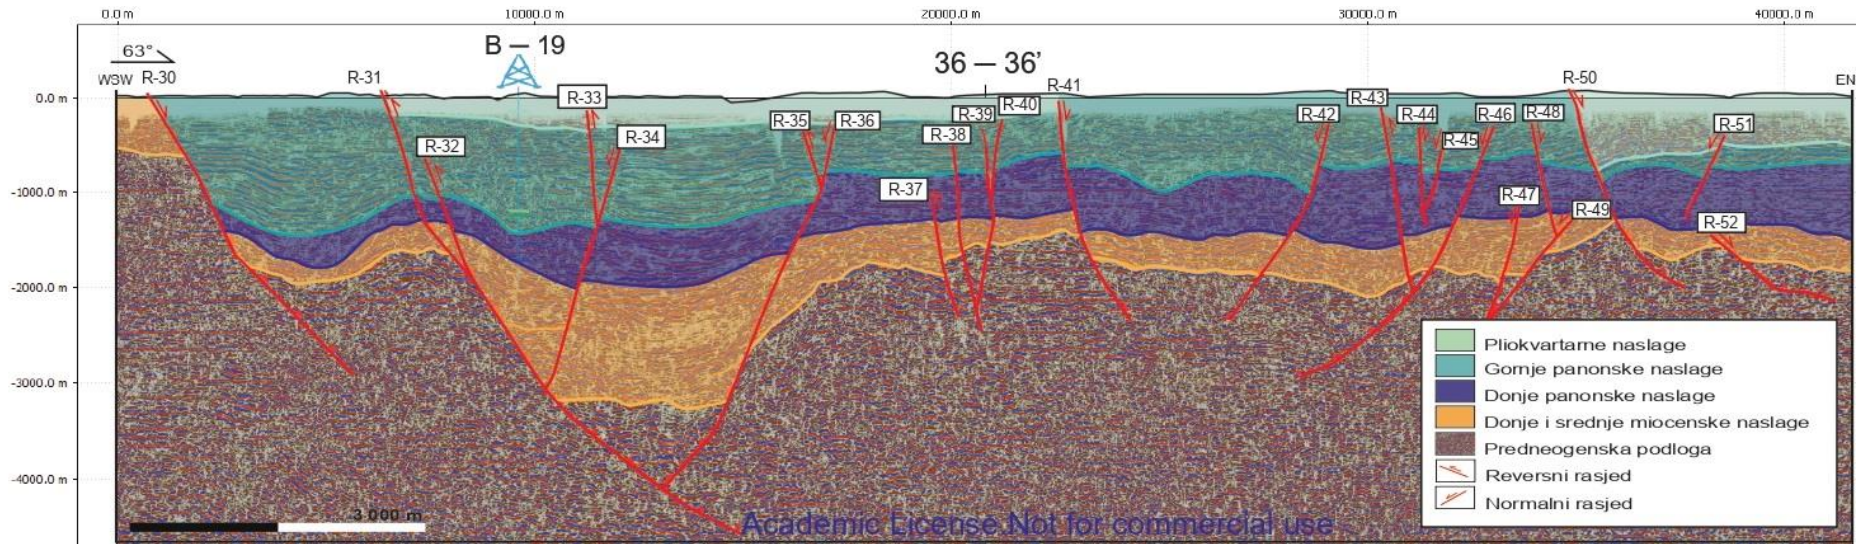 0.0 m
10000.0 m
20000.0 m
30000.0 m
40000.0 m
63°
B – 19
36 – 36'
WSW
R-30
R-31
R-41
R-50
EN
0.0 m
R-33
R-40
R-43
R-32
R-34
R-35
R-36
R-38
R-39
R-42
R-44
R-45
R-46
R-48
R-51
-1000.0 m
R-37
R-47
R-49
R-52
-2000.0 m
-3000.0 m
-4000.0 m
Pliokvartarne naslage
Gornje panonske naslage
Donje panonske naslage
Donje i srednje miocenske naslage
Predneogenska podloga
Reversni rasjed
Normalni rasjed
3 000 m
Academic License Not for commercial use